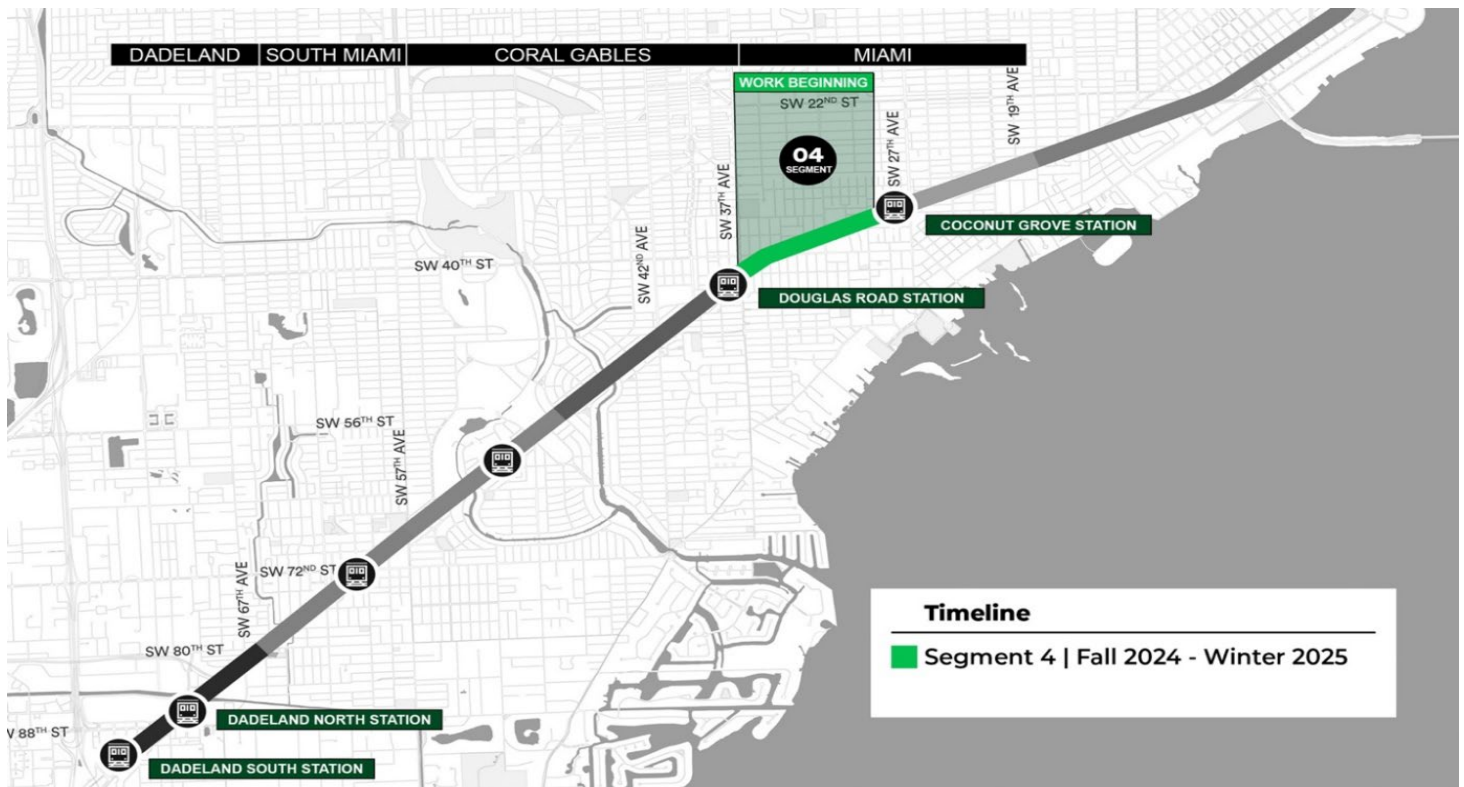 DADELAND
SOUTH MIAMI
CORAL GABLES
MIAMI
WORK BEGINNING
SW 22ND ST
SW 19TH AVE
04
SEGMENT
SW 27TH AVE
SW 37TH AVE
COCONUT GROVE STATION
SW 42ND AVE
SW 40TH ST
DOUGLAS ROAD STATION
SW 56TH ST
SW 57TH AVE
SW 72ND ST
SW 67TH AVE
Timeline
Segment 4 | Fall 2024 - Winter 2025
SW 80TH ST
DADELAND NORTH STATION
W 88TH ST
DADELAND SOUTH STATION